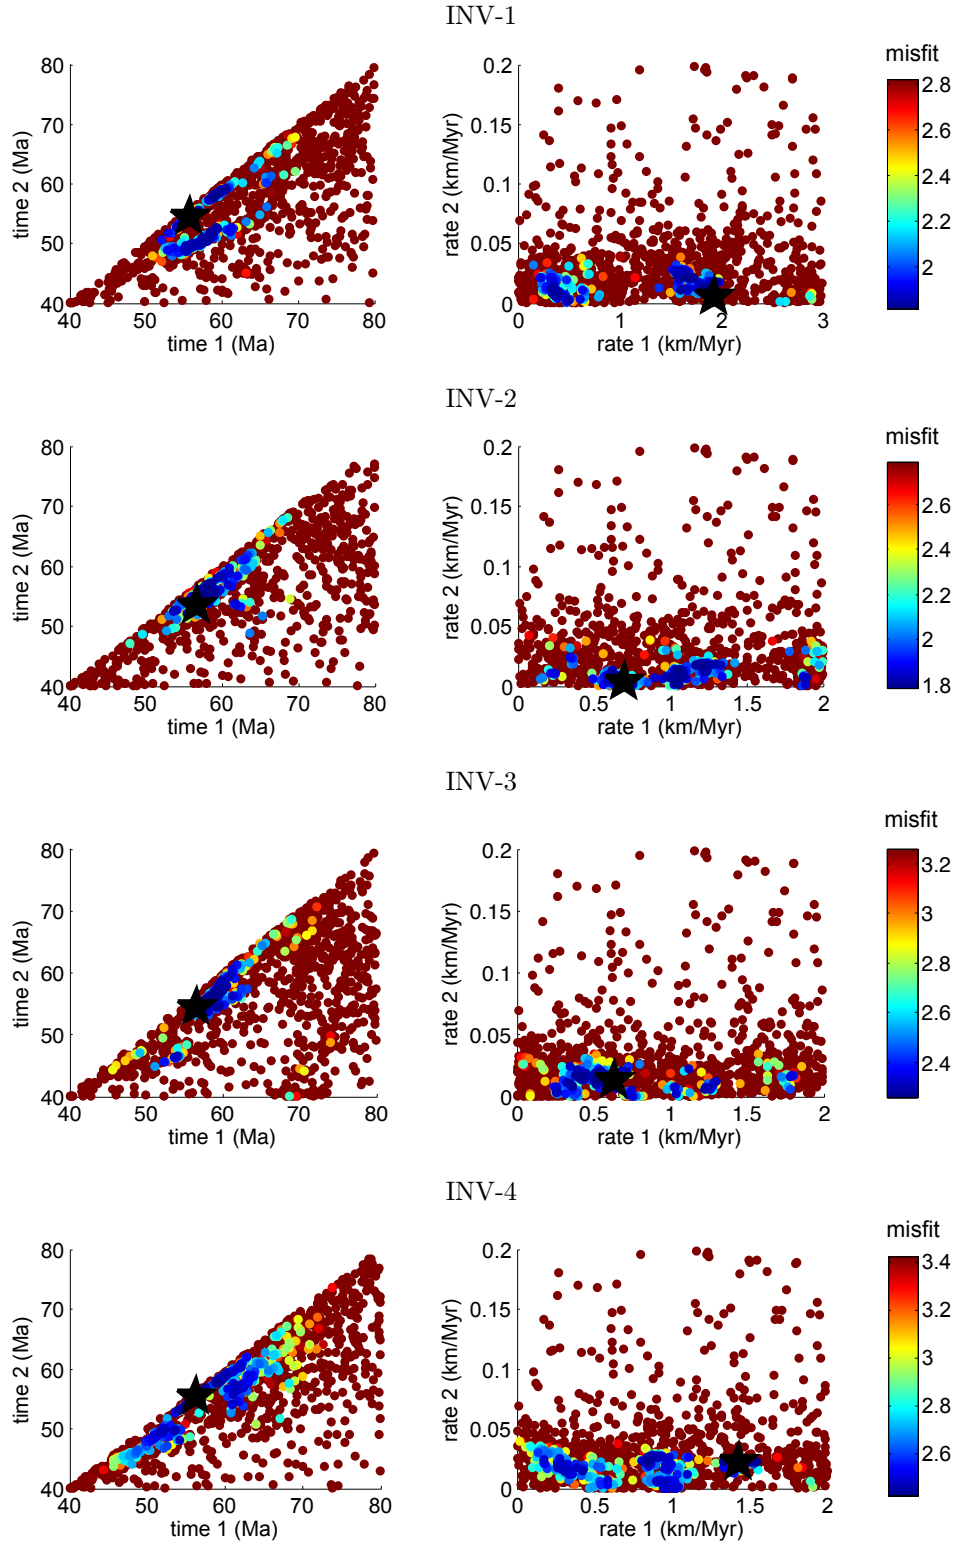 INV-1
misfit
80
70
60
50
40
time 2 (Ma)
40 50 60 70 80
time 1 (Ma)
0.2
0.15
0.1
0.05
0
rate 2 (km/Myr)
0 1 2 3
rate 1 (km/Myr)
2.8
2.6
2.4
2.2
2
INV-2
misfit
80
70
60
50
40
time 2 (Ma)
40 50 60 70 80
time 1 (Ma)
0.2
0.15
0.1
0.05
0
rate 2 (km/Myr)
0 0.5 1 1.5 2
rate 1 (km/Myr)
2.6
2.4
2.2
2
1.8
INV-3
misfit
80
70
60
50
40
time 2 (Ma)
40 50 60 70 80
time 1 (Ma)
0.2
0.15
0.1
0.05
0
rate 2 (km/Myr)
0 0.5 1 1.5 2
rate 1 (km/Myr)
3.2
3
2.8
2.6
2.4
INV-4
misfit
80
70
60
50
40
time 2 (Ma)
40 50 60 70 80
time 1 (Ma)
0.2
0.15
0.1
0.05
0
rate 2 (km/Myr)
0 0.5 1 1.5 2
rate 1 (km/Myr)
3.4
3.2
3
2.8
2.6